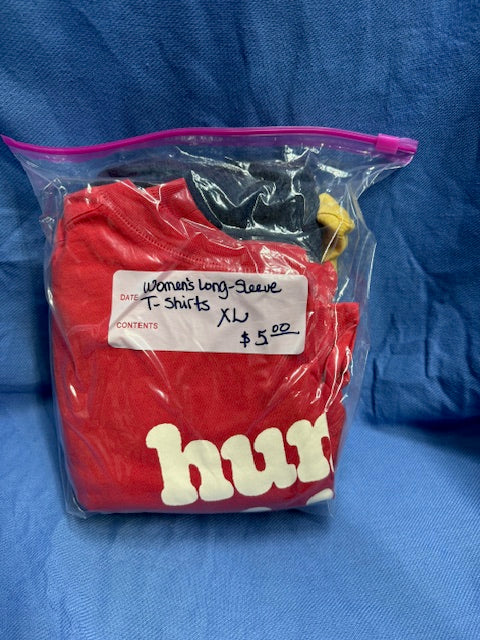 Women's Long-Sleeve
DATE T-Shirts XL
CONTENTS $5.00
hun